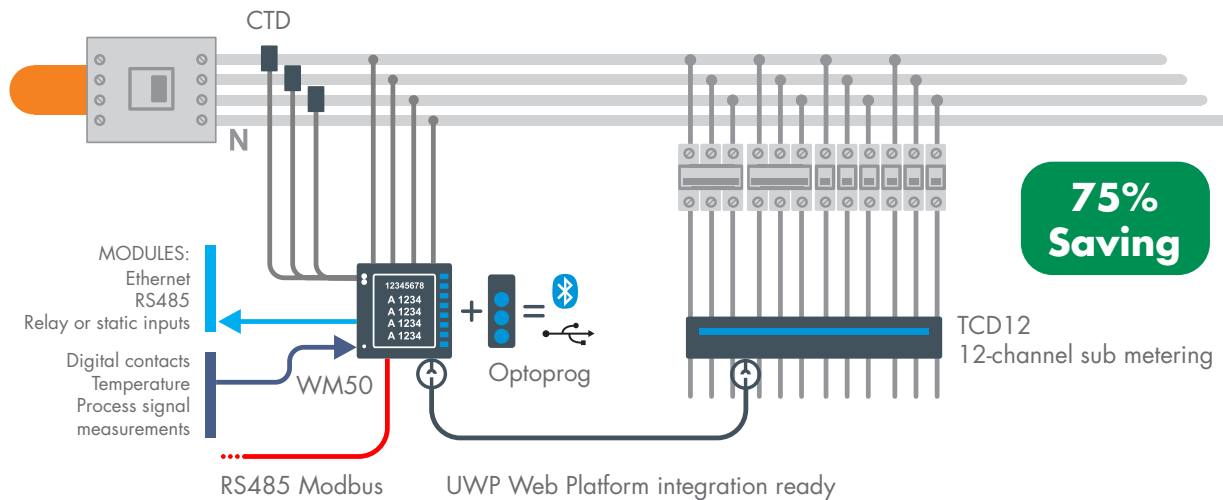 CTD
N
75%
Saving
MODULES:
Ethernet
RS485
Relay or static inputs
Digital contacts
Temperature
Process signal
measurements
12345678
A 1234
A 1234
A 1234
A 1234
WM50
+
=
Optoprog
TCD12
12-channel sub metering
RS485 Modbus
UWP Web Platform integration ready